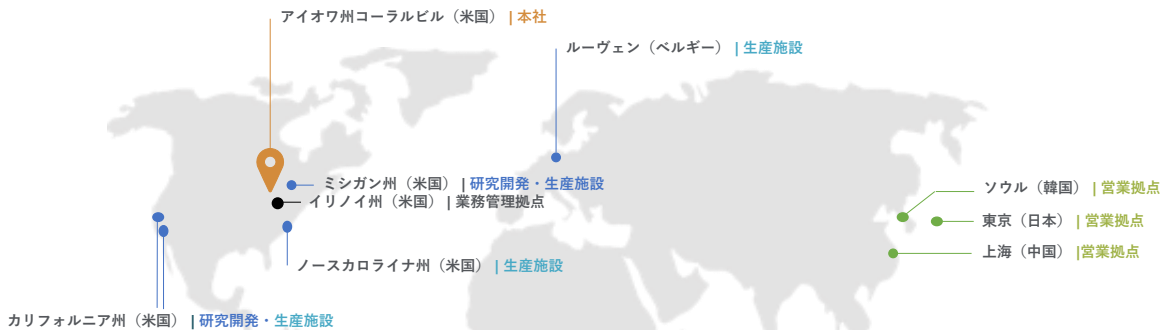 アイオワ州コーラルビル（米国） | 本社
ルーヴェン（ベルギー） | 生産施設
ミシガン州（米国） | 研究開発・生産施設
イリノイ州（米国） | 業務管理拠点
ソウル（韓国） | 営業拠点
東京（日本） | 営業拠点
上海（中国） |営業拠点
ノースカロライナ州（米国） | 生産施設
カリフォルニア州（米国） | 研究開発・生産施設